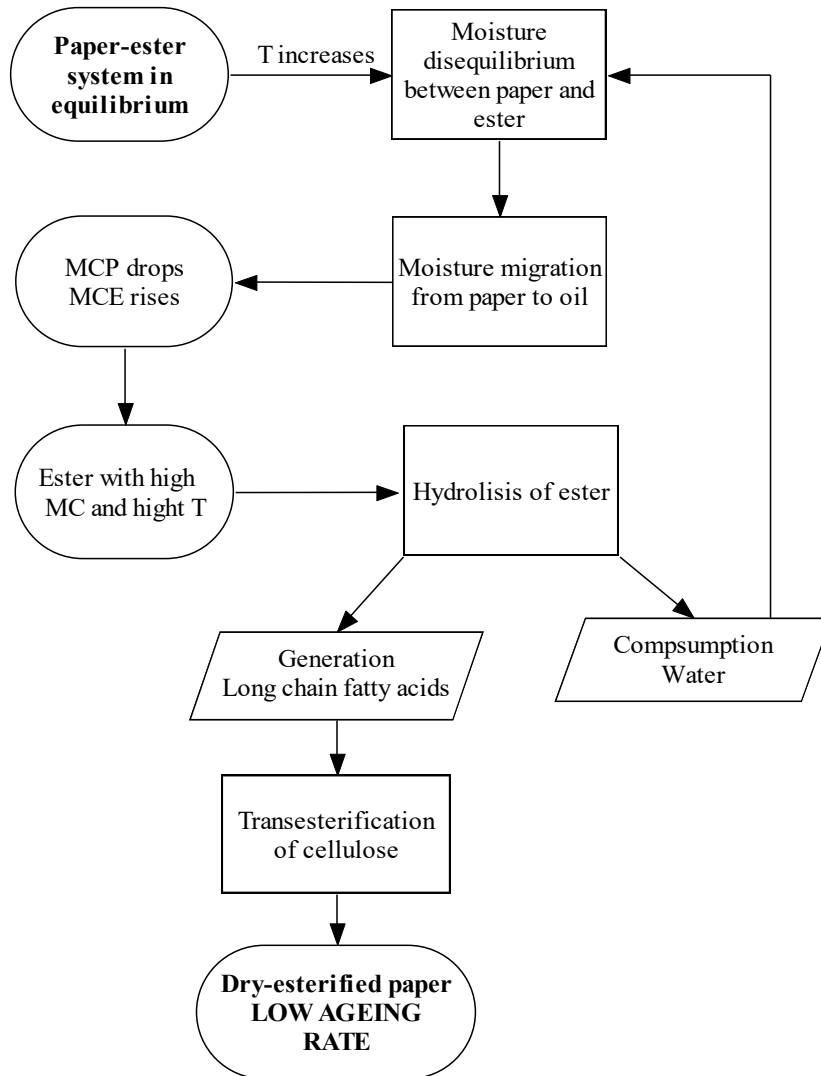 Paper-ester
system in
equilibrium
T increases
Moisture
disequilibrium
between paper and
ester
MCP drops
MCE rises
Moisture migration
from paper to oil
Ester with high
MC and hight T
Hydrolisis of ester
Generation
Long chain fatty acids
Compsumption
Water
Transesterification
of cellulose
Dry-esterified paper
LOW AGEING
RATE